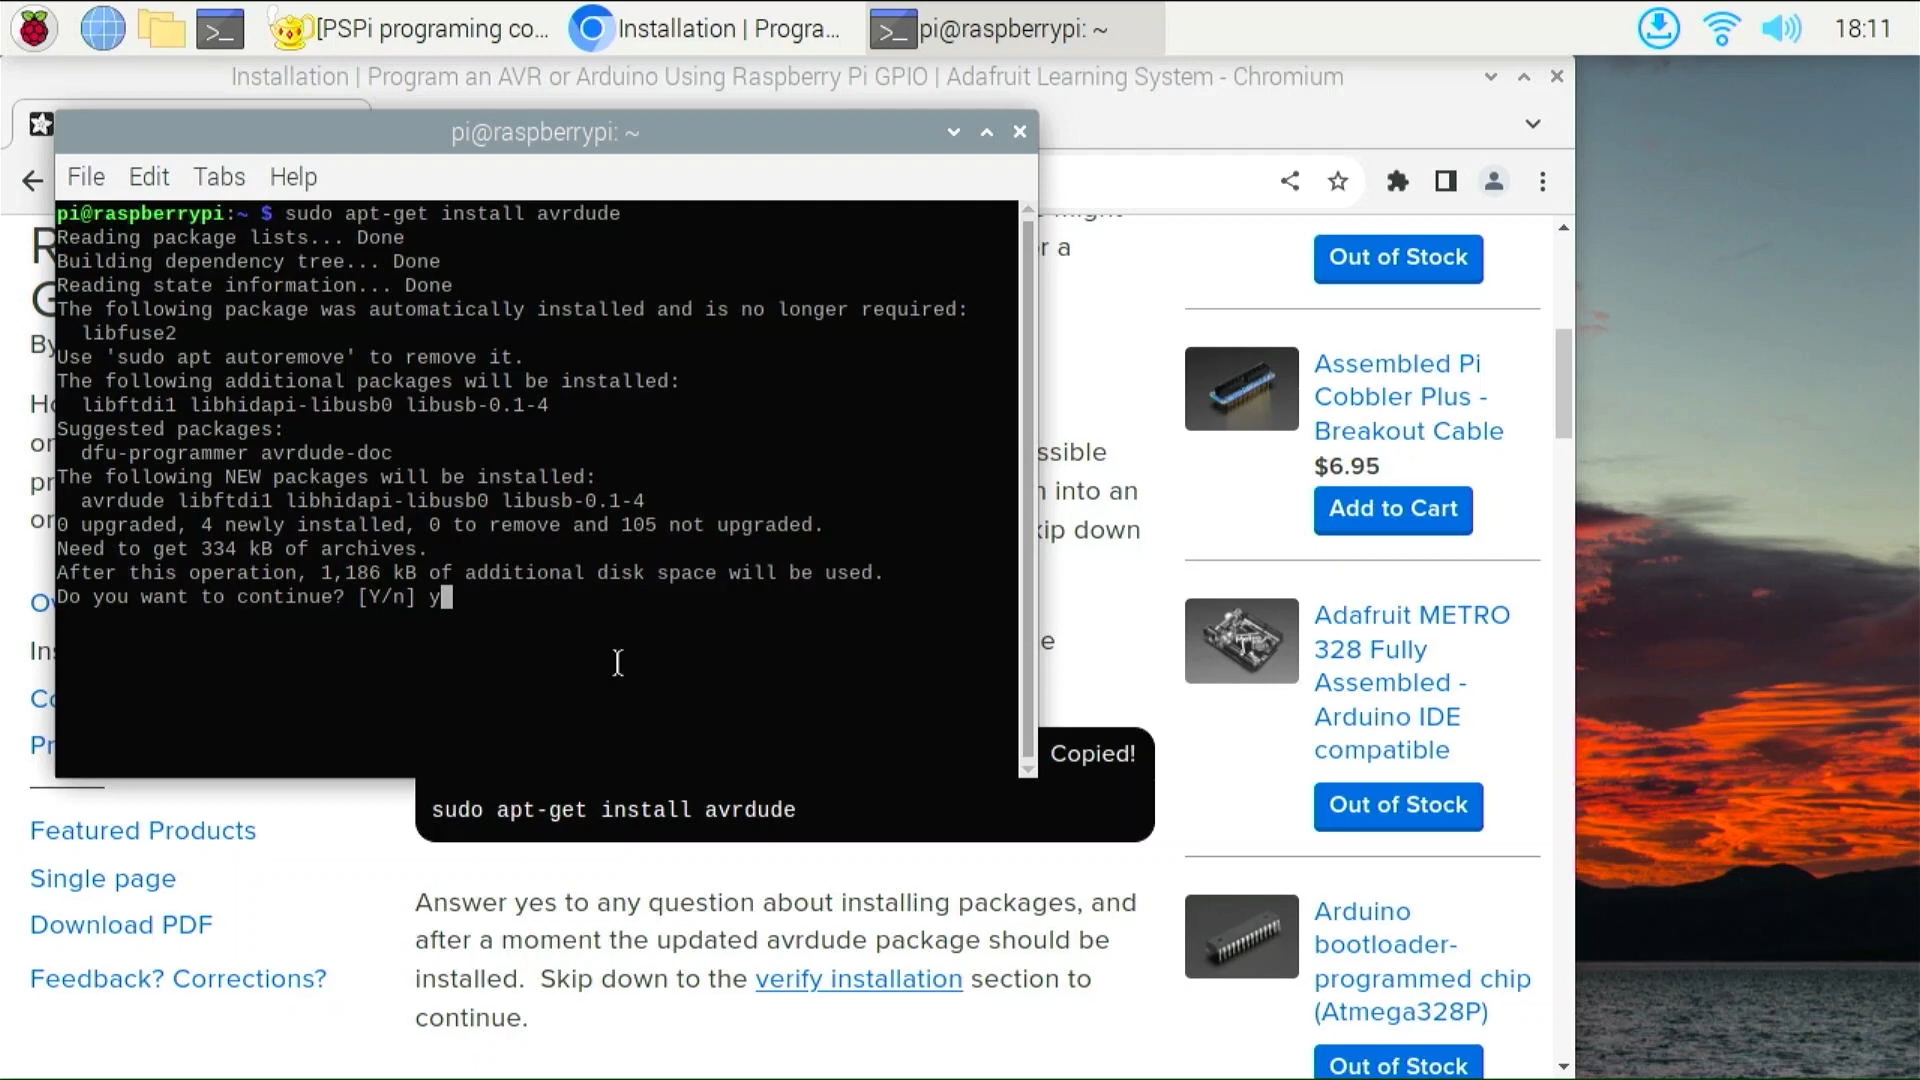 [PSPi programing co...
Installation | Progra...
pi@raspberrypi: ~
18:11
Installation | Program an AVR or Arduino Using Raspberry Pi GPIO | Adafruit Learning System - Chromium
pi@raspberrypi: ~
File Edit Tabs Help
pi@raspberrypi:~ $ sudo apt-get install avrdude
Reading package lists... Done
Building dependency tree... Done
Reading state information... Done
The following package was automatically installed and is no longer required:
libfuse2
Use 'sudo apt autoremove' to remove it.
The following additional packages will be installed:
libftdi1 libhidapi-libusb0 libusb-0.1-4
Suggested packages:
dfu-programmer avrdude-doc
The following NEW packages will be installed:
avrdude libftdi1 libhidapi-libusb0 libusb-0.1-4
0 upgraded, 4 newly installed, 0 to remove and 105 not upgraded.
Need to get 334 kB of archives.
After this operation, 1,186 kB of additional disk space will be used.
Do you want to continue? [Y/n] y
By
r a
ssible
into an
kip down
e
Copied!
sudo apt-get install avrdude
Answer yes to any question about installing packages, and
after a moment the updated avrdude package should be
installed. Skip down to the verify installation section to
continue.
Featured Products
Single page
Download PDF
Feedback? Corrections?
Out of Stock
Assembled Pi
Cobbler Plus -
Breakout Cable
$6.95
Add to Cart
Adafruit METRO
328 Fully
Assembled -
Arduino IDE
compatible
Out of Stock
Arduino
bootloader-
programmed chip
(Atmega328P)
Out of Stock